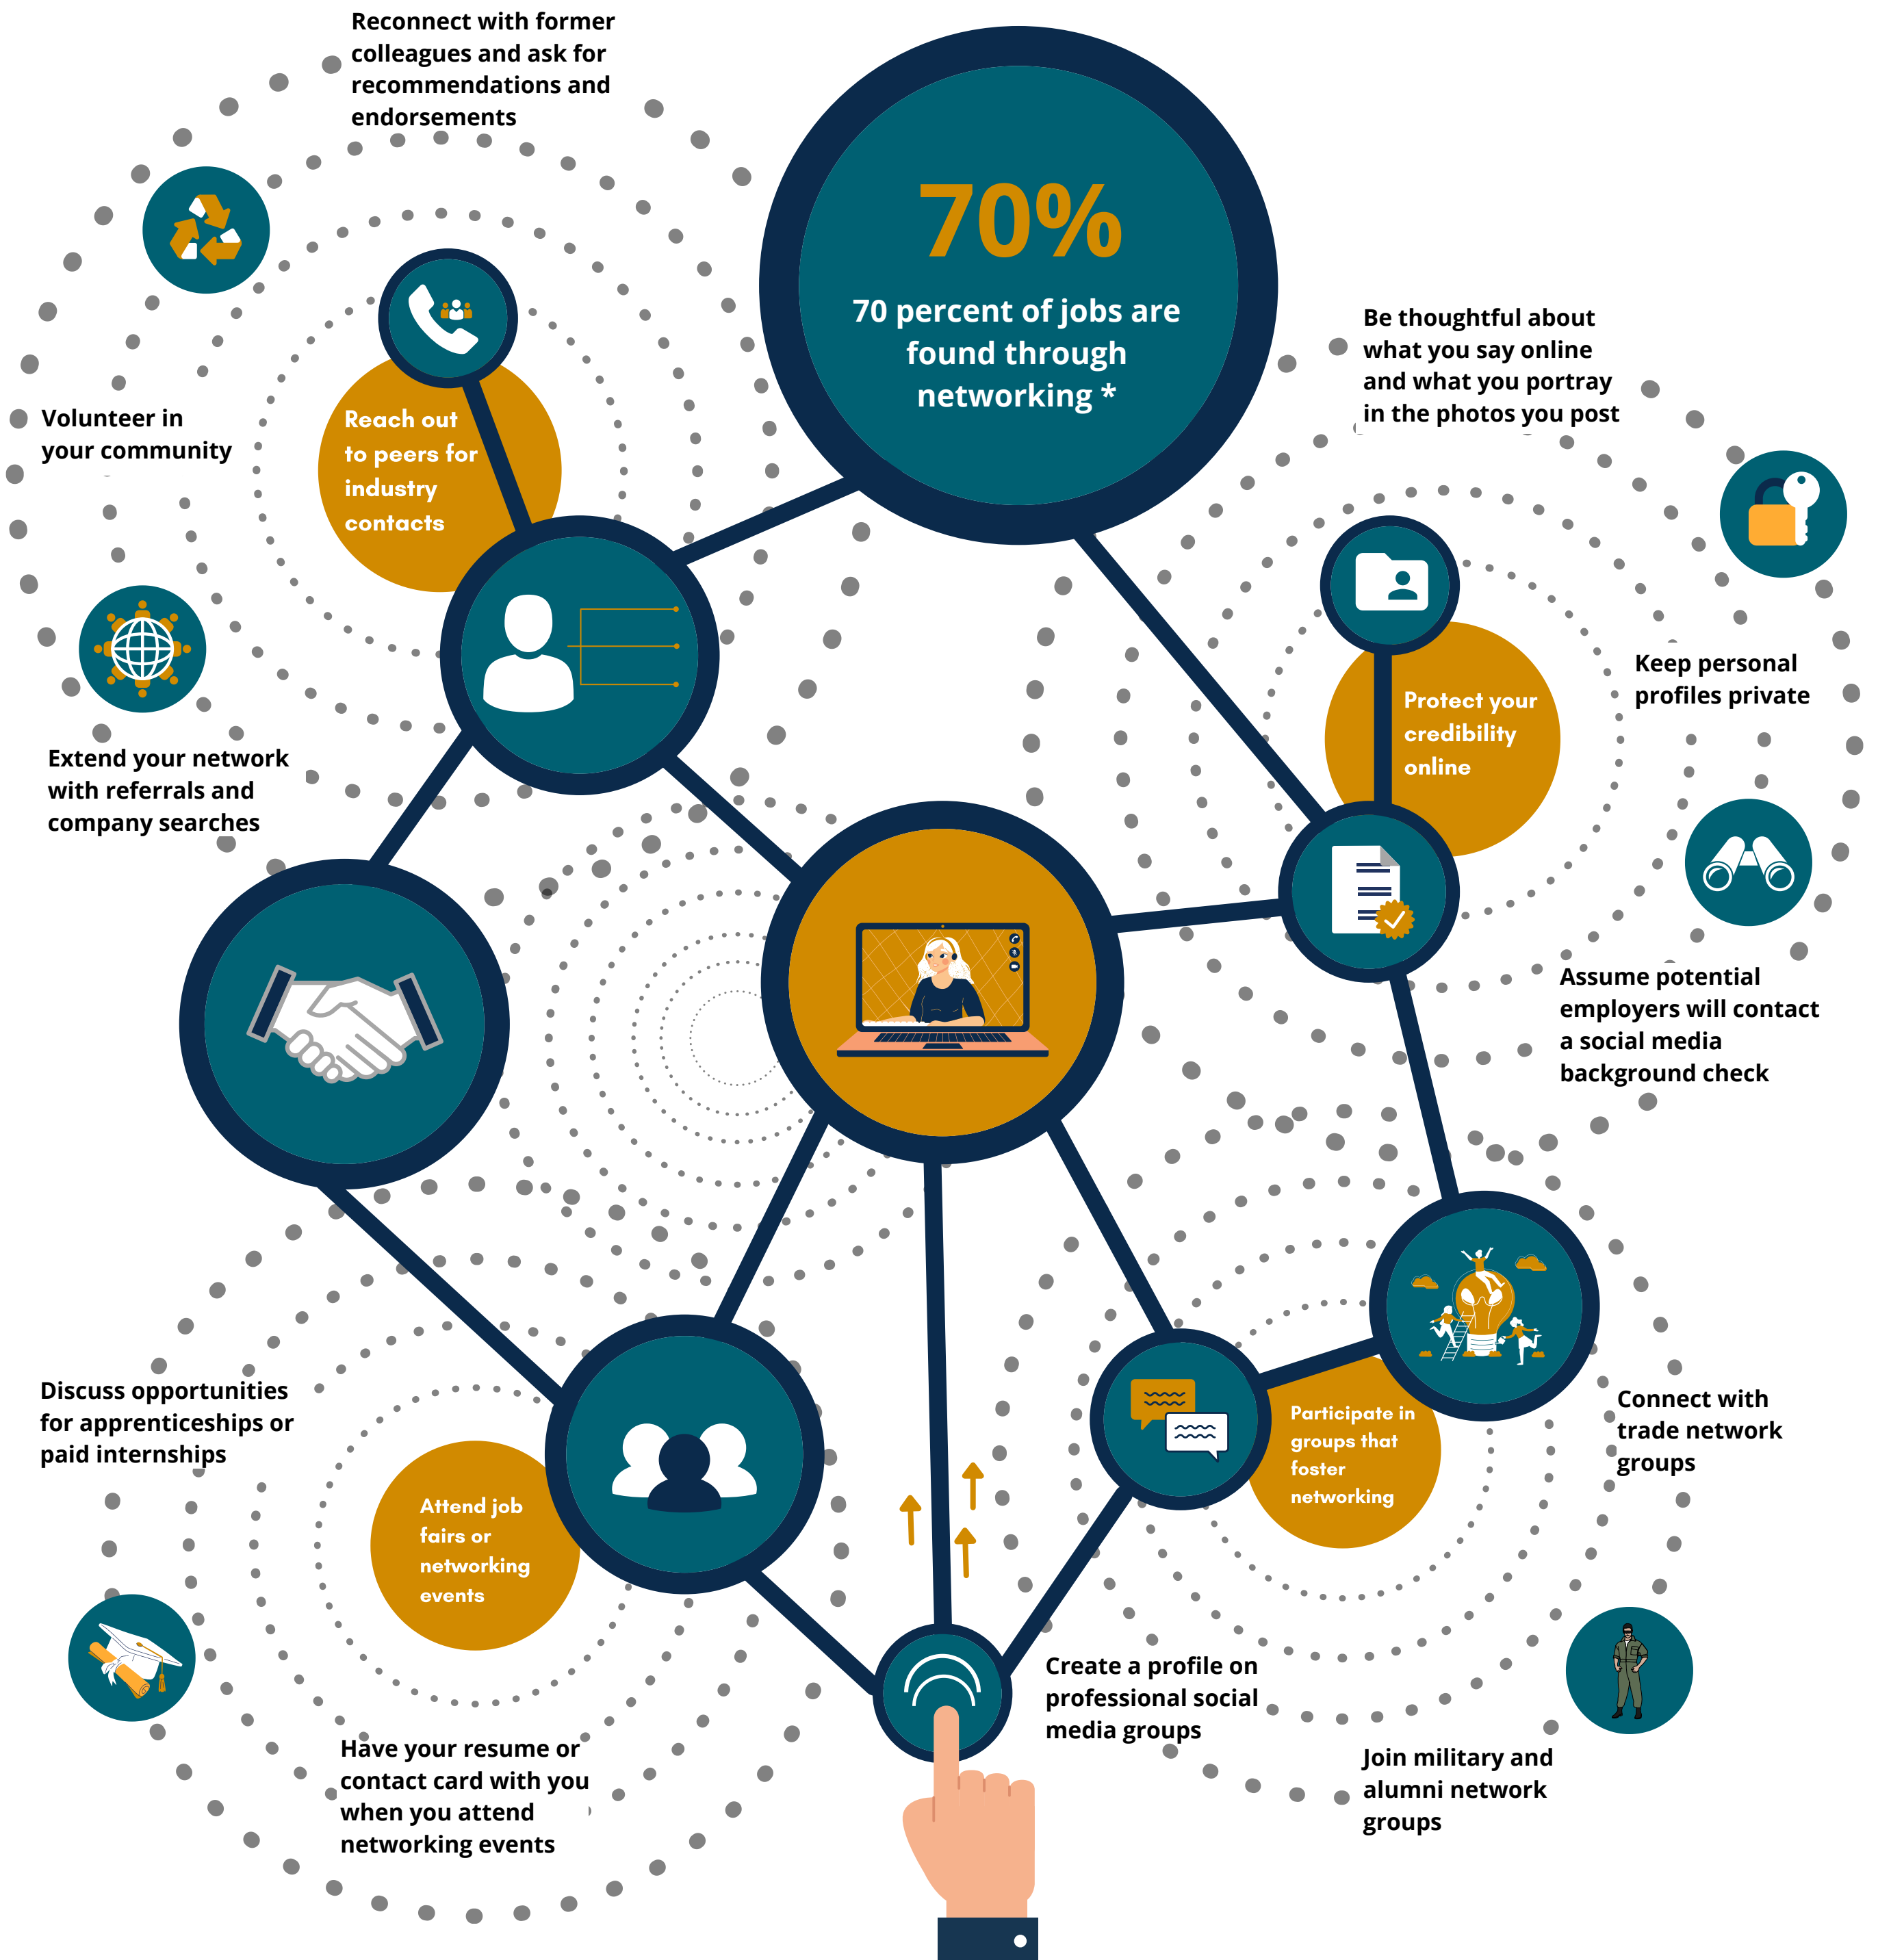 Reconnect with former
colleagues and ask for
recommendations and
endorsements
70%
70 percent of jobs are
found through
networking *
Volunteer in
your community
Reach out
to peers for
industry
contacts
Extend your network
with referrals and
company searches
Be thoughtful about
what you say online
and what you portray
in the photos you post
Keep personal
profiles private
Protect your
credibility
online
Assume potential
employers will contact
a social media
background check
Discuss opportunities
for apprenticeships or
paid internships
Attend job
fairs or
networking
events
Have your resume or
contact card with you
when you attend
networking events
Participate in
groups that
foster
networking
Connect with
trade network
groups
Create a profile on
professional social
media groups
Join military and
alumni network
groups